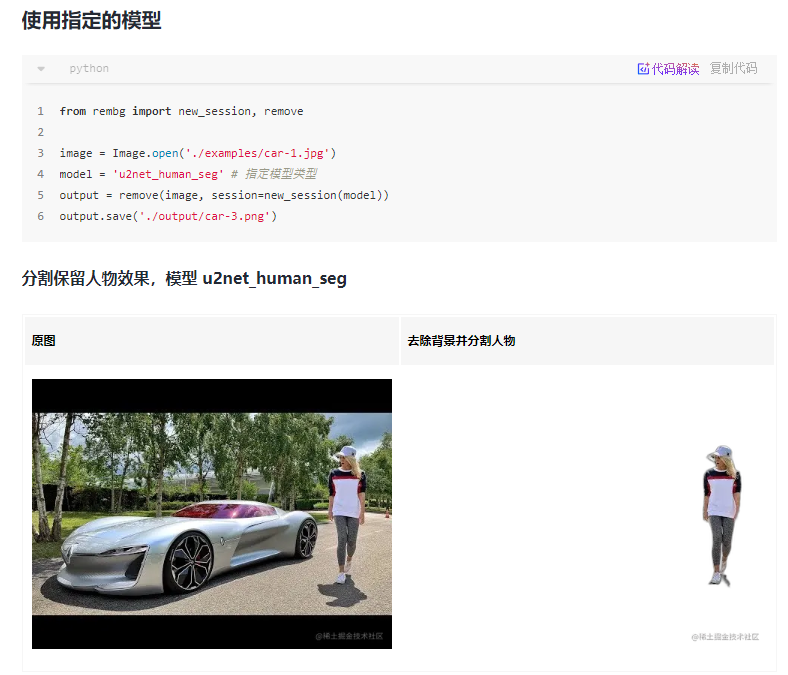 使用指定的模型
python
代码解读 复制代码
1 from rembg import new_session, remove
2
3 image = Image.open('./examples/car-1.jpg')
4 model = 'u2net_human_seg' # 指定模型类型
5 output = remove(image, session=new_session(model))
6 output.save('./output/car-3.png')
分割保留人物效果，模型 u2net_human_seg
原图 去除背景并分割人物
@稀土掘金技术社区 @稀土掘金技术社区